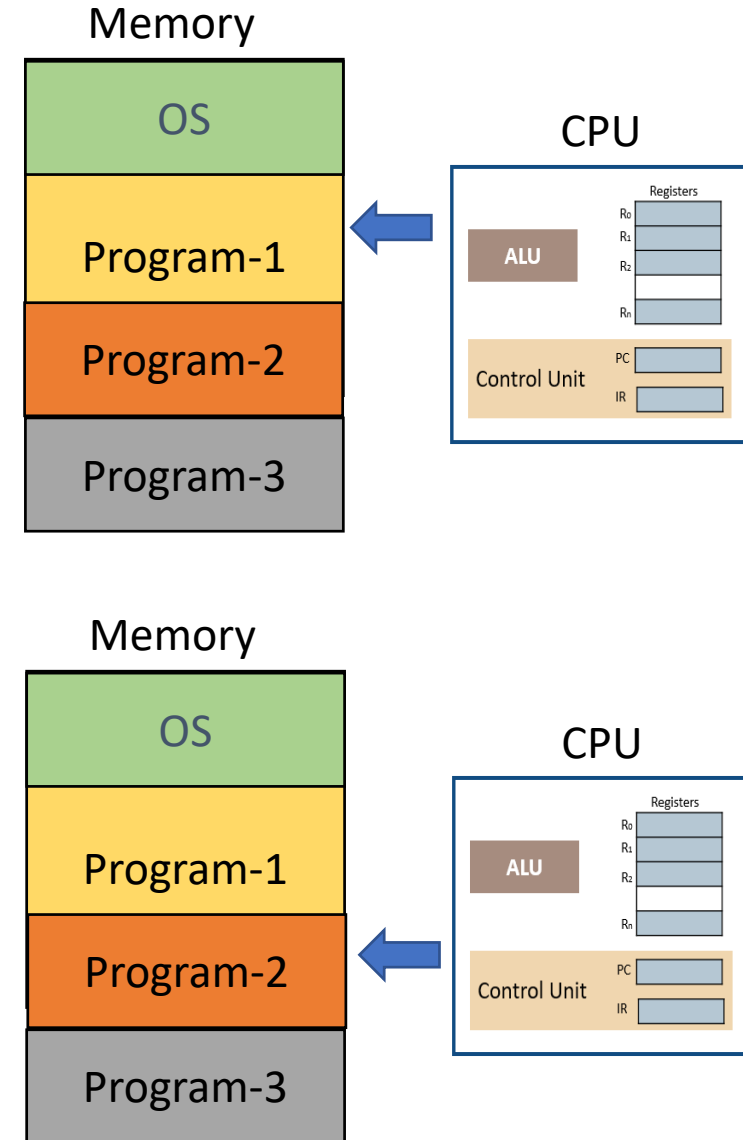 Memory
OS
Program-1
Program-2
Program-3
CPU
Registers
R₀
R₁
R₂
Rₙ
ALU
Control Unit
PC
IR
Memory
OS
Program-1
Program-2
Program-3
CPU
Registers
R₀
R₁
R₂
Rₙ
ALU
Control Unit
PC
IR